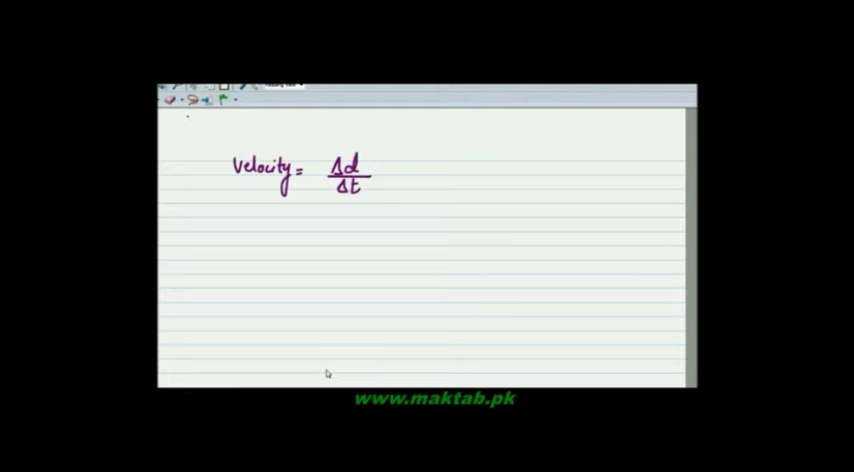 Velocity = Δd
Δt
www.maktab.pk